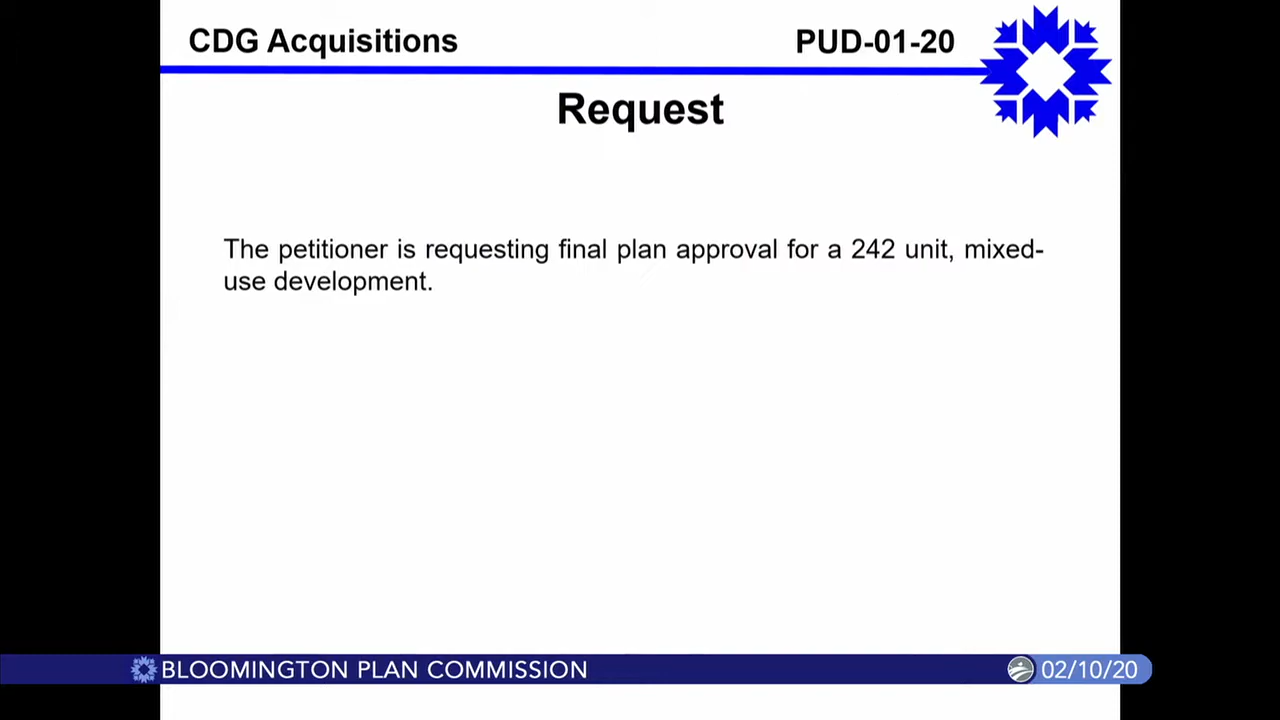 CDG Acquisitions PUD-01-20
Request
The petitioner is requesting final plan approval for a 242 unit, mixed-
use development.
BLOOMINGTON PLAN COMMISSION 02/10/20